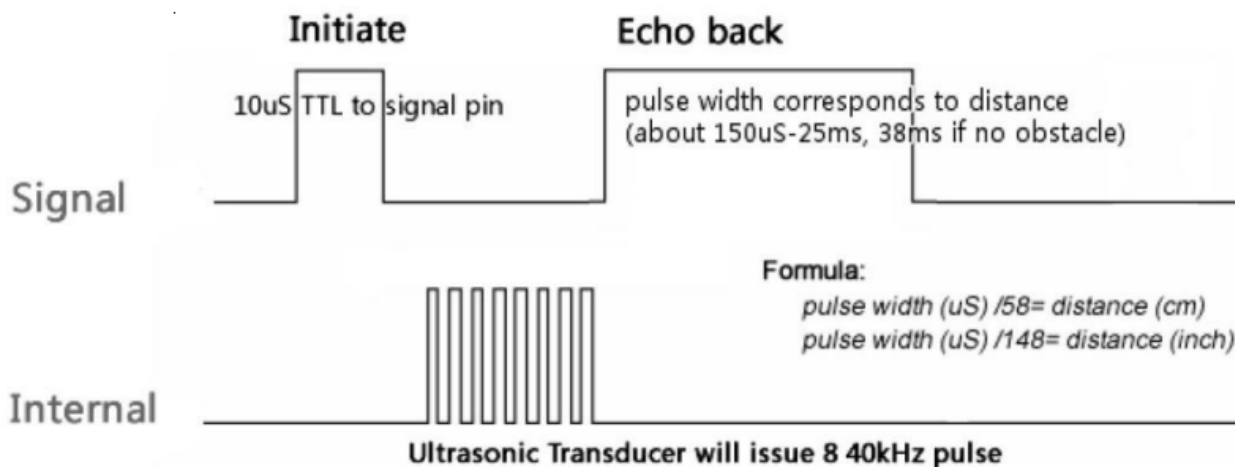 Initiate
Echo back
10uS TTL to signal pin
pulse width corresponds to distance
(about 150uS-25ms, 38ms if no obstacle)
Signal
Formula:
pulse width (uS) /58= distance (cm)
pulse width (uS) /148= distance (inch)
Internal
Ultrasonic Transducer will issue 8 40kHz pulse